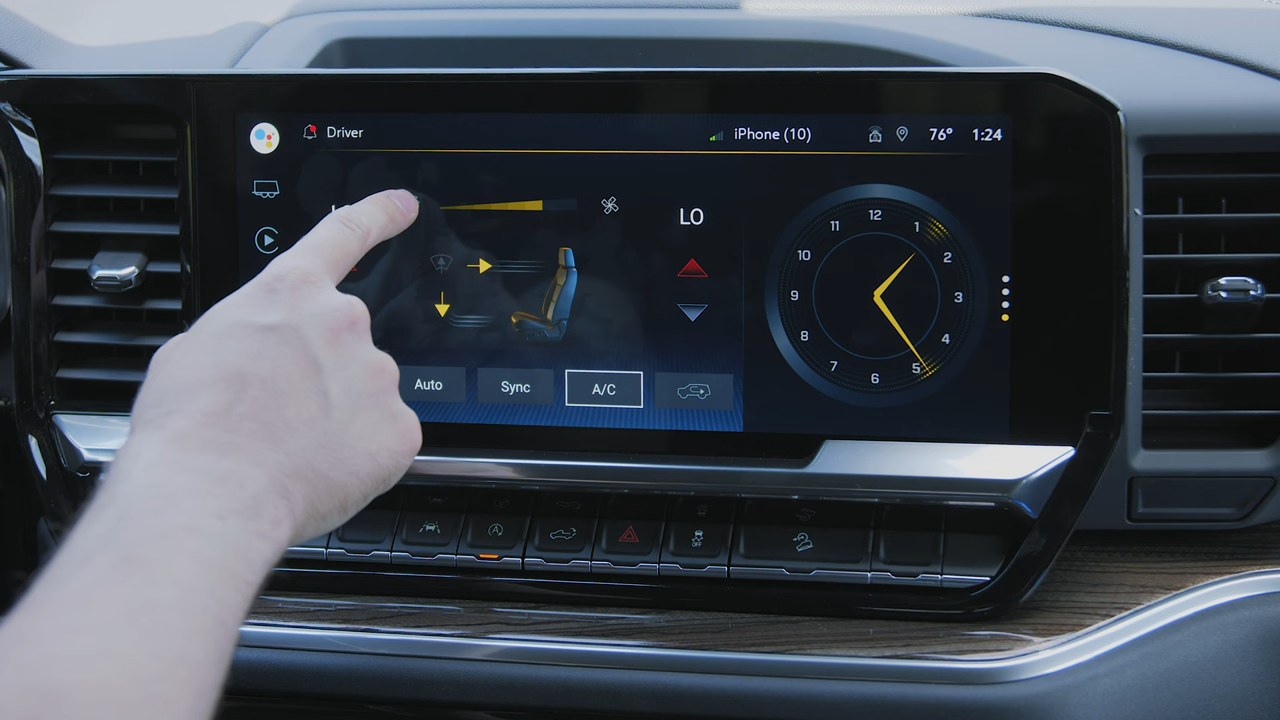 Driver
iPhone (10)
76° 1:24
LO
12
11 1
10 2
9 3
8 4
7 5
6
Auto Sync A/C
A
OFF